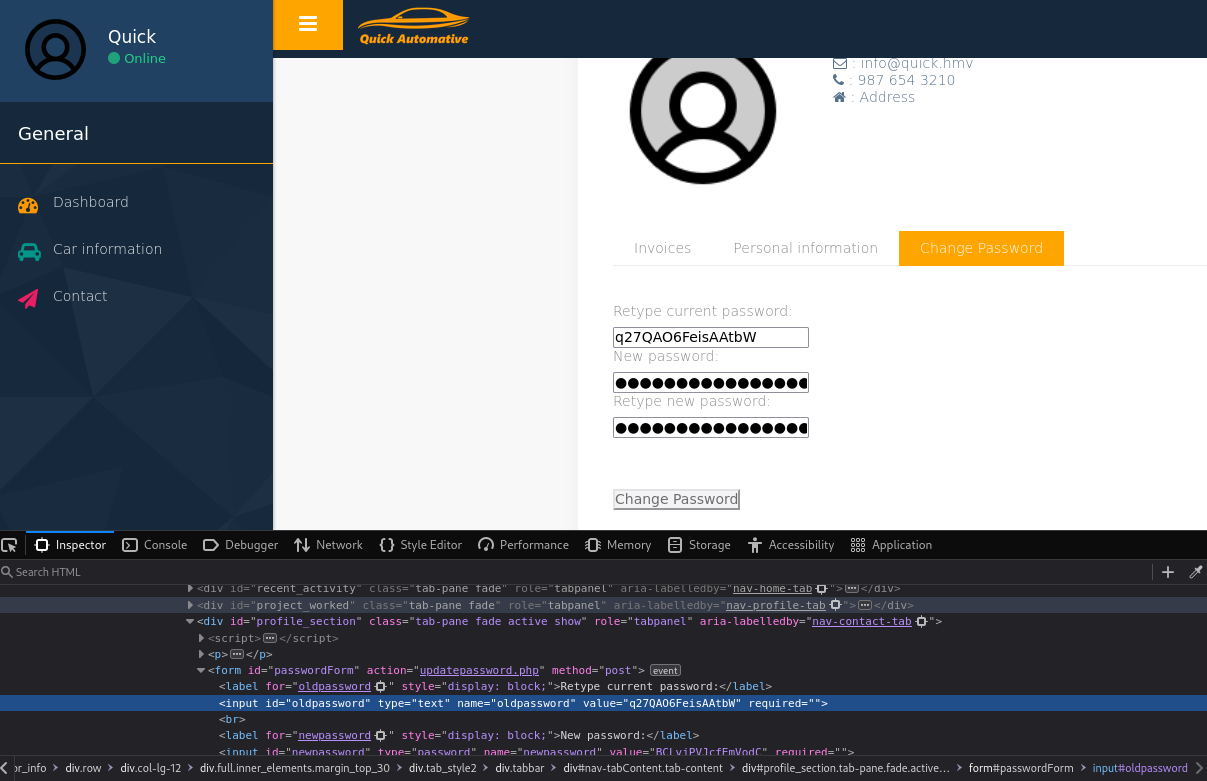 Quick
Online
Quick Automotive
: info@quick.hmv
: 987 654 3210
: Address
General
Dashboard
Car information
Contact
Invoices
Personal information
Change Password
Retype current password:
q27QAO6FeisAAtbW
New password:
Retype new password:
Change Password
Inspector
Console
Debugger
Network
Style Editor
Performance
Memory
Storage
Accessibility
Application
Search HTML
<div id="recent_activity" class="tab-pane fade" role="tabpanel" aria-labelledby="nav-home-tab"></div>
<div id="project_worked" class="tab-pane fade" role="tabpanel" aria-labelledby="nav-profile-tab"></div>
<div id="profile_section" class="tab-pane fade active show" role="tabpanel" aria-labelledby="nav-contact-tab">
<script></script>
<p></p>
<form id="passwordForm" action="updatepassword.php" method="post"> event
<label for="oldpassword" style="display: block;">Retype current password:</label>
<input id="oldpassword" type="text" name="oldpassword" value="q27QAO6FeisAAtbW" required="">
<br>
<label for="newpassword" style="display: block;">New password:</label>
<input id="newpassword" type="password" name="newpassword" required="">
or_info > div.row > div.col-lg-12 > div.full.inner_elements.margin_top_30 > div.tab_style2 > div.tabbar > div#nav-tabContent.tab-content > div#profile_section.tab-pane.fade.active… > form#passwordForm > input#oldpassword